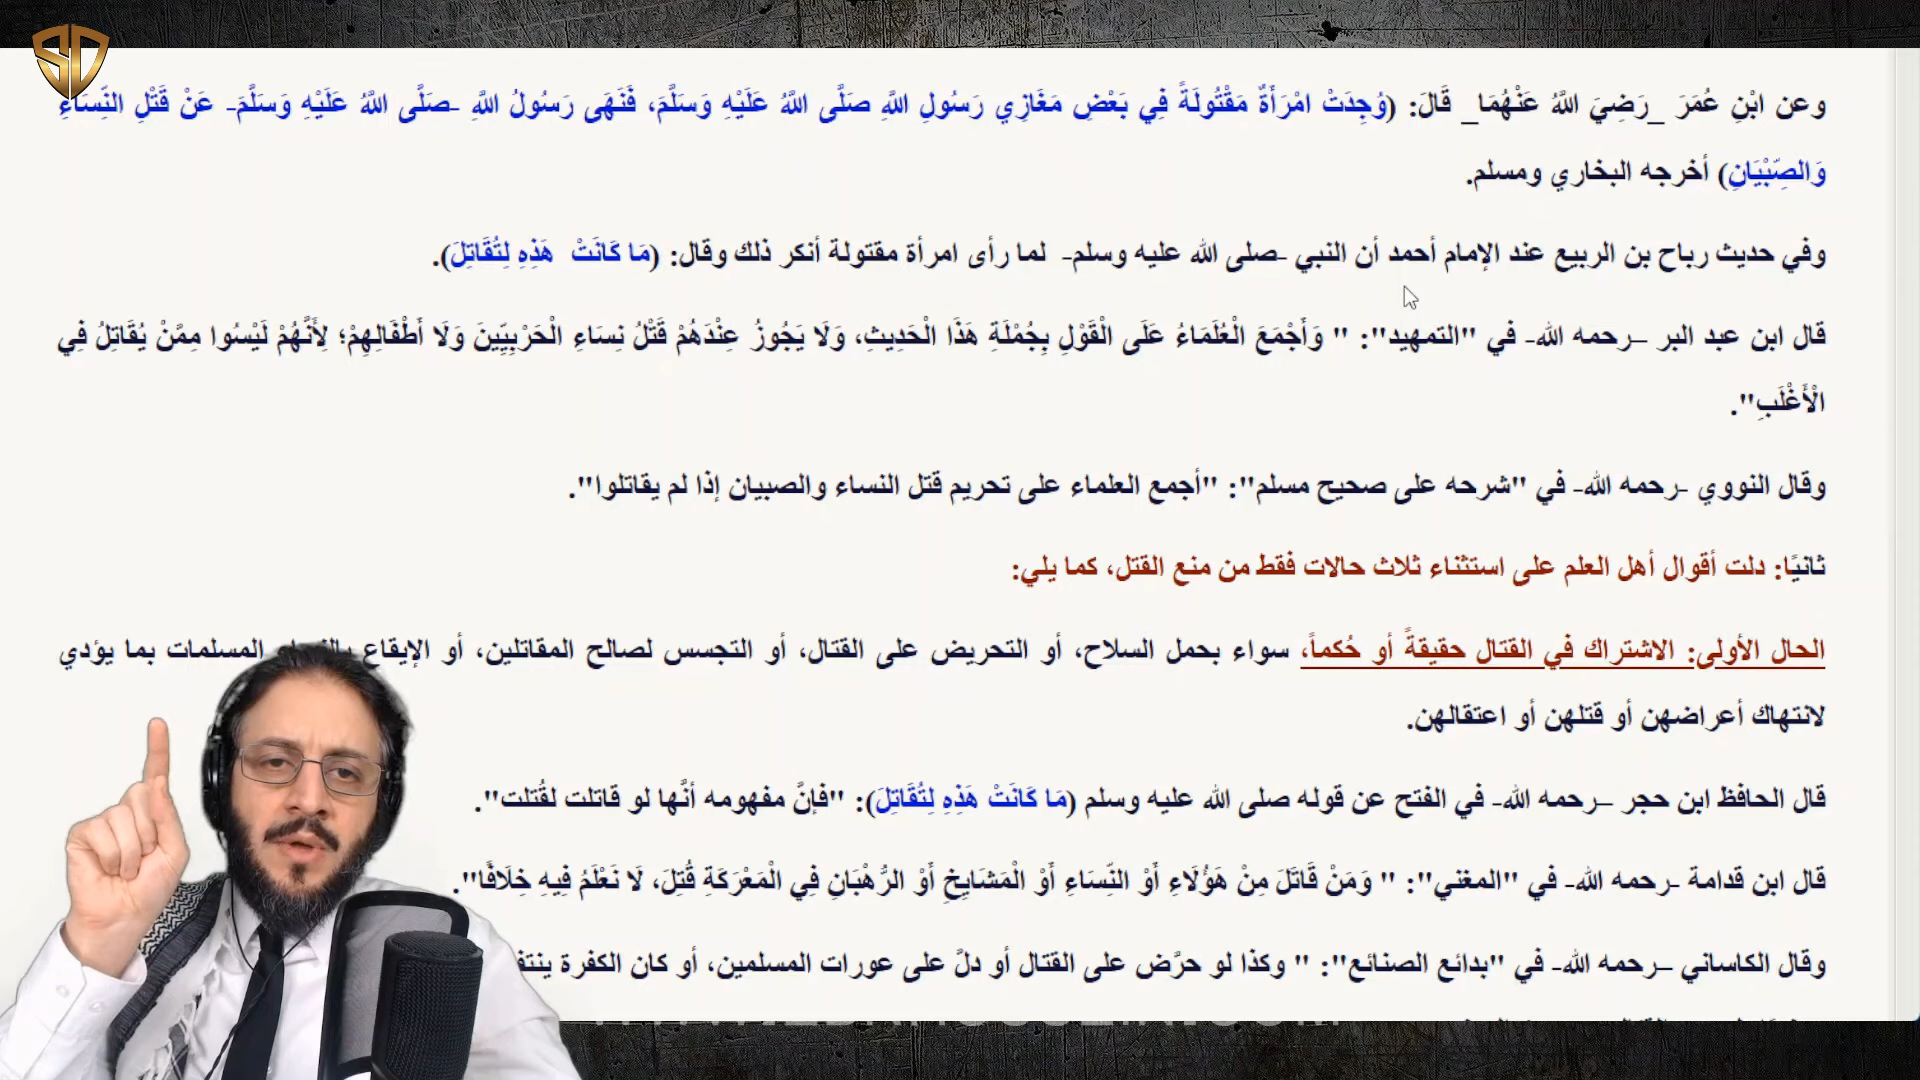 SD
وعن ابْنِ عُمَرَ _رَضِيَ اللَّهُ عَنْهُمَا_ قَالَ: (وُجِدَتْ امْرَأَةٌ مَقْتُولَةً فِي بَعْضِ مَغَازِي رَسُولِ اللَّهِ صَلَّى اللَّهُ عَلَيْهِ وَسَلَّمَ، فَنَهَى رَسُولُ اللَّهِ -صَلَّى اللَّهُ عَلَيْهِ وَسَلَّمَ- عَنْ قَتْلِ النِّسَاءِ
وَالصِّبْيَانِ) أخرجه البخاري ومسلم.
وفي حديث رباح بن الربيع عند الإمام أحمد أن النبي -صلى الله عليه وسلم- لما رأى امرأة مقتولة أنكر ذلك وقال: (مَا كَانَتْ هَذِهِ لِتُقَاتِلَ).
قال ابن عبد البر –رحمه الله- في "التمهيد": " وَأَجْمَعَ الْعُلَمَاءُ عَلَى الْقَوْلِ بِجُمْلَةِ هَذَا الْحَدِيثِ، وَلَا يَجُوزُ عِنْدَهُمْ قَتْلُ نِسَاءِ الْحَرْبِيِّينَ وَلَا أَطْفَالِهِمْ؛ لِأَنَّهُمْ لَيْسُوا مِمَّنْ يُقَاتِلُ فِي
الْأَغْلَبِ".
وقال النووي -رحمه الله- في "شرحه على صحيح مسلم": "أجمع العلماء على تحريم قتل النساء والصبيان إذا لم يقاتلوا".
ثانيًا: دلت أقوال أهل العلم على استثناء ثلاث حالات فقط من منع القتل، كما يلي:
الحال الأولى: الاشتراك في القتال حقيقةً أو حُكماً، سواء بحمل السلاح، أو التحريض على القتال، أو التجسس لصالح المقاتلين، أو الإيقاع المسلمات بما يؤدي
لانتهاك أعراضهن أو قتلهن أو اعتقالهن.
قال الحافظ ابن حجر –رحمه الله- في الفتح عن قوله صلى الله عليه وسلم (مَا كَانَتْ هَذِهِ لِتُقَاتِلَ): "فإنَّ مفهومه أنَّها لو قاتلت لقُتلت".
قال ابن قدامة -رحمه الله- في "المغني": " وَمَنْ قَاتَلَ مِنْ هَؤُلَاءِ أَوْ النِّسَاءِ أَوْ الْمَشَايِخِ أَوْ الرُّهْبَانِ فِي الْمَعْرَكَةِ قُتِلَ، لَا نَعْلَمُ فِيهِ خِلَافًا".
وقال الكاساني –رحمه الله- في "بدائع الصنائع": " وكذا لو حرَّض على القتال أو دلَّ على عورات المسلمين، أو كان الكفرة